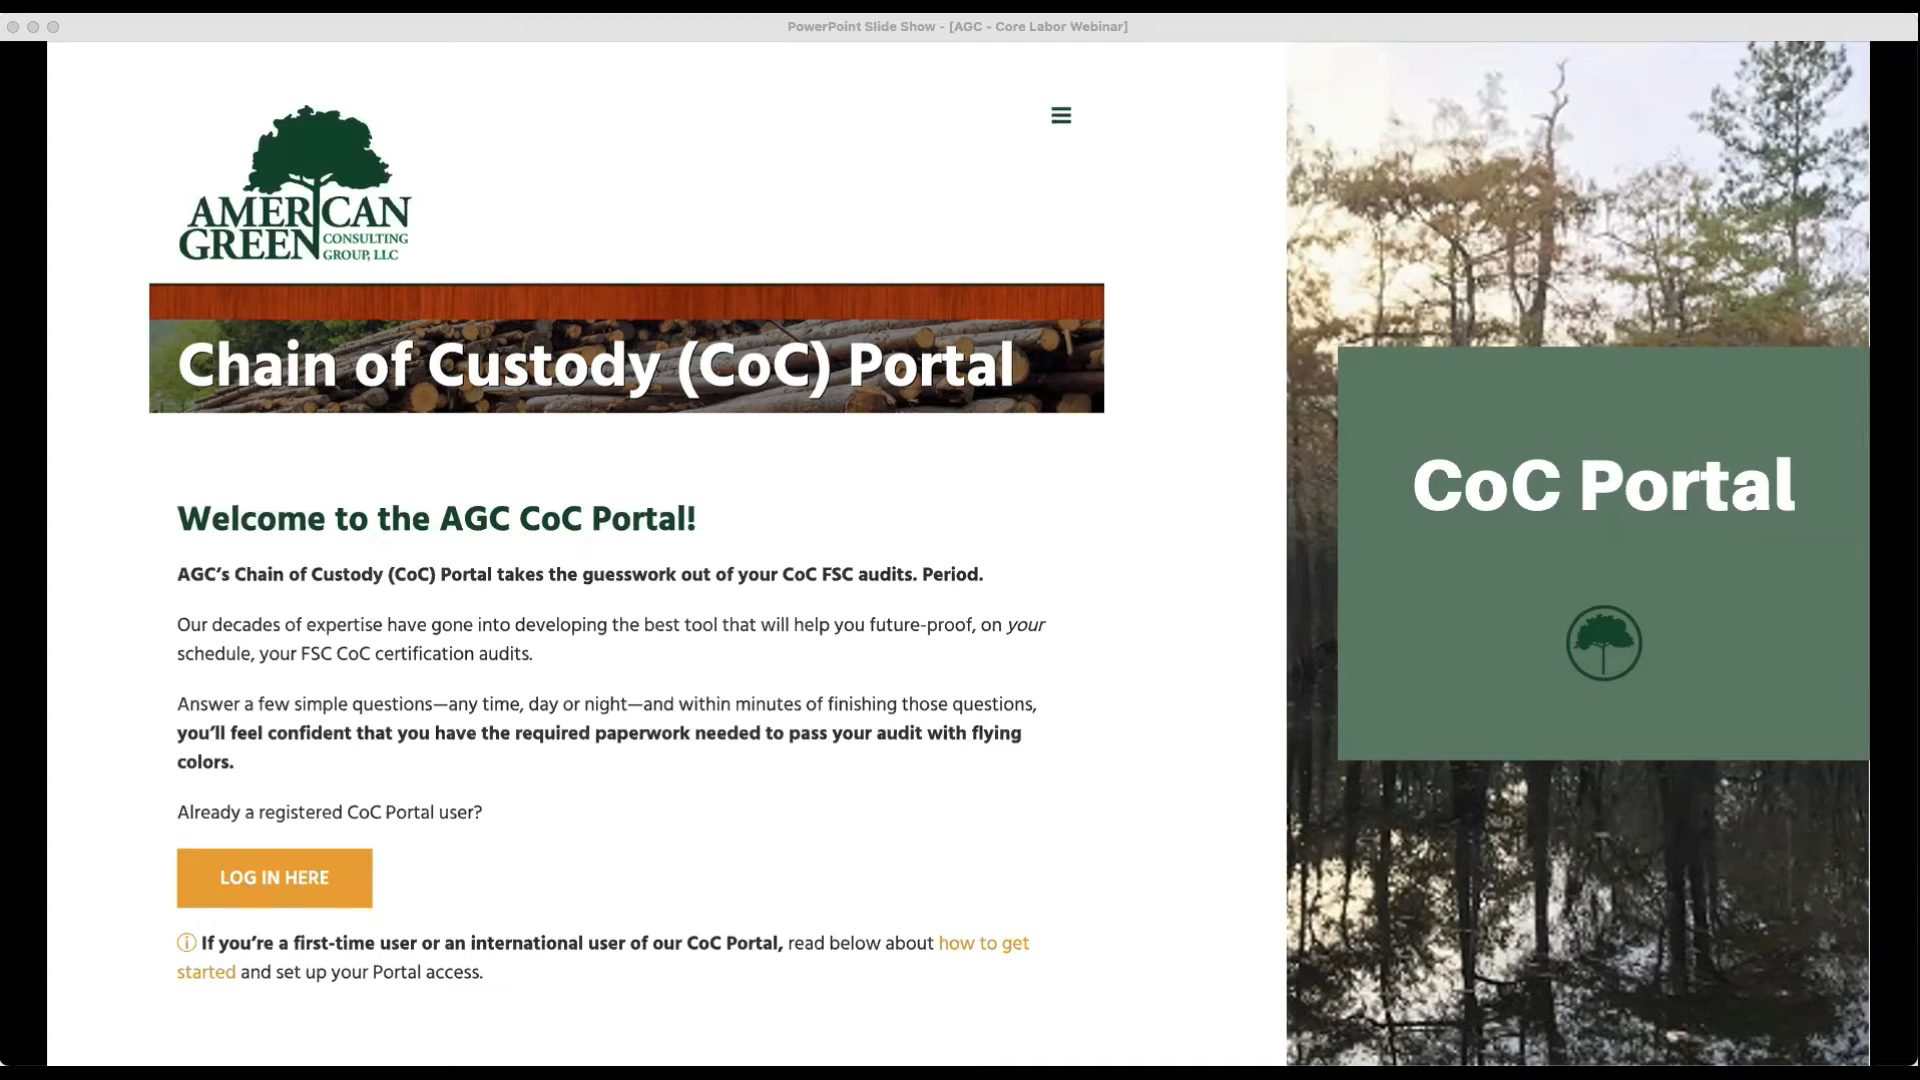 PowerPoint Slide Show - [AGC - Core Labor Webinar]
AMERICAN
GREEN CONSULTING
GROUP, LLC
Chain of Custody (CoC) Portal
Welcome to the AGC CoC Portal!
AGC’s Chain of Custody (CoC) Portal takes the guesswork out of your CoC FSC audits. Period.
Our decades of expertise have gone into developing the best tool that will help you future-proof, on your
schedule, your FSC CoC certification audits.
Answer a few simple questions—any time, day or night—and within minutes of finishing those questions,
you’ll feel confident that you have the required paperwork needed to pass your audit with flying
colors.
Already a registered CoC Portal user?
LOG IN HERE
If you’re a first-time user or an international user of our CoC Portal, read below about how to get
started and set up your Portal access.
CoC Portal